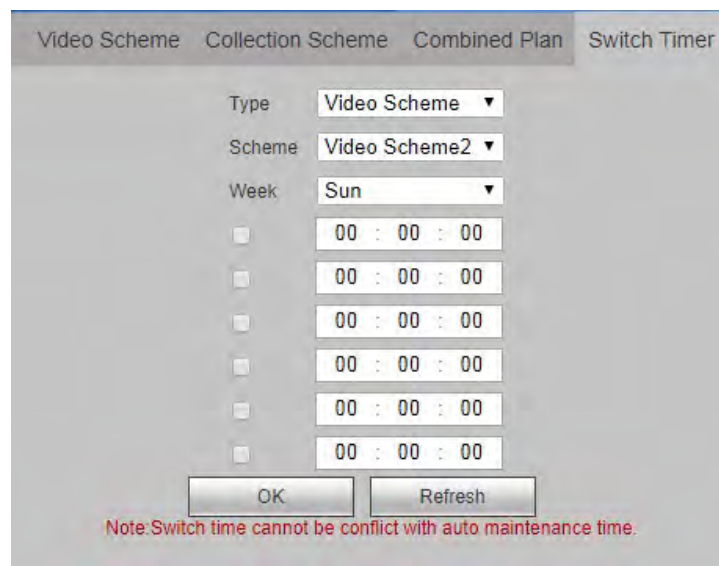 Video Scheme Collection Scheme Combined Plan Switch Timer
Type Video Scheme
Scheme Video Scheme2
Week Sun
00 : 00 : 00
00 : 00 : 00
00 : 00 : 00
00 : 00 : 00
00 : 00 : 00
00 : 00 : 00
OK Refresh
Note:Switch time cannot be conflict with auto maintenance time.